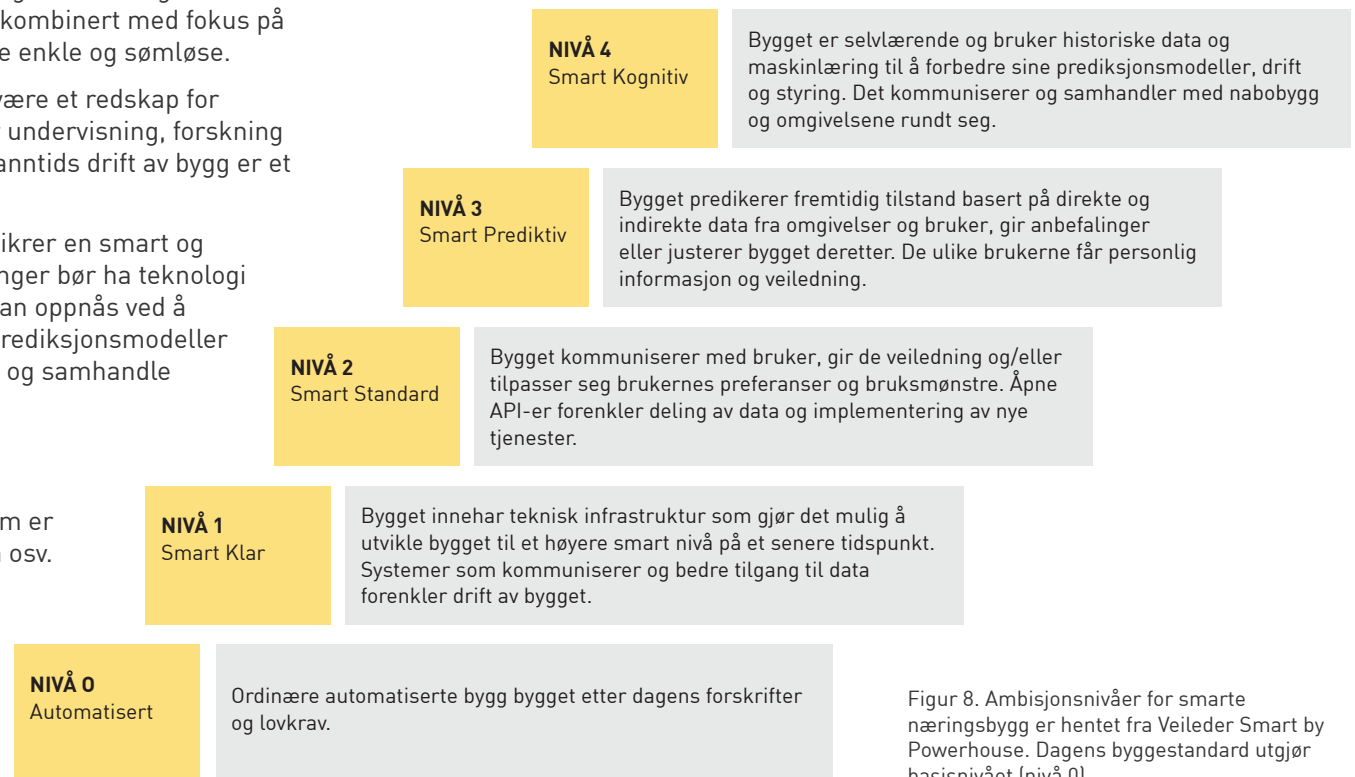 kombinert med fokus på
enkle og sømløse.
være et redskap for
undervisning, forskning
drift av bygg er et
en smart og
bør ha teknologi
oppnås ved å
og samhandle
er
osv.
NIVÅ 4
Smart Kognitiv
Bygget er selvlærende og bruker historiske data og
maskinlæring til å forbedre sine prediksjonsmodeller, drift
og styring. Det kommuniserer og samhandler med nabobygg
og omgivelsene rundt seg.
NIVÅ 3
Smart Prediktiv
Bygget predikerer fremtidig tilstand basert på direkte og
indirekte data fra omgivelser og bruker, gir anbefalinger
eller justerer bygget deretter. De ulike brukerne får personlig
informasjon og veiledning.
NIVÅ 2
Smart Standard
Bygget kommuniserer med bruker, gir de veiledning og/eller
tilpasser seg brukernes preferanser og bruksmønstre. Åpne
API-er forenkler deling av data og implementering av nye
tjenester.
NIVÅ 1
Smart Klar
Bygget innehar teknisk infrastruktur som gjør det mulig å
utvikle bygget til et høyere smart nivå på et senere tidspunkt.
Systemer som kommuniserer og bedre tilgang til data
forenkler drift av bygget.
NIVÅ 0
Automatisert
Ordinære automatiserte bygg bygget etter dagens forskrifter
og lovkrav.
Figur 8. Ambisjonsnivåer for smarte
næringsbygg er hentet fra Veileder Smart by
Powerhouse. Dagens byggestandard utgjør
basisnivået (nivå 0)